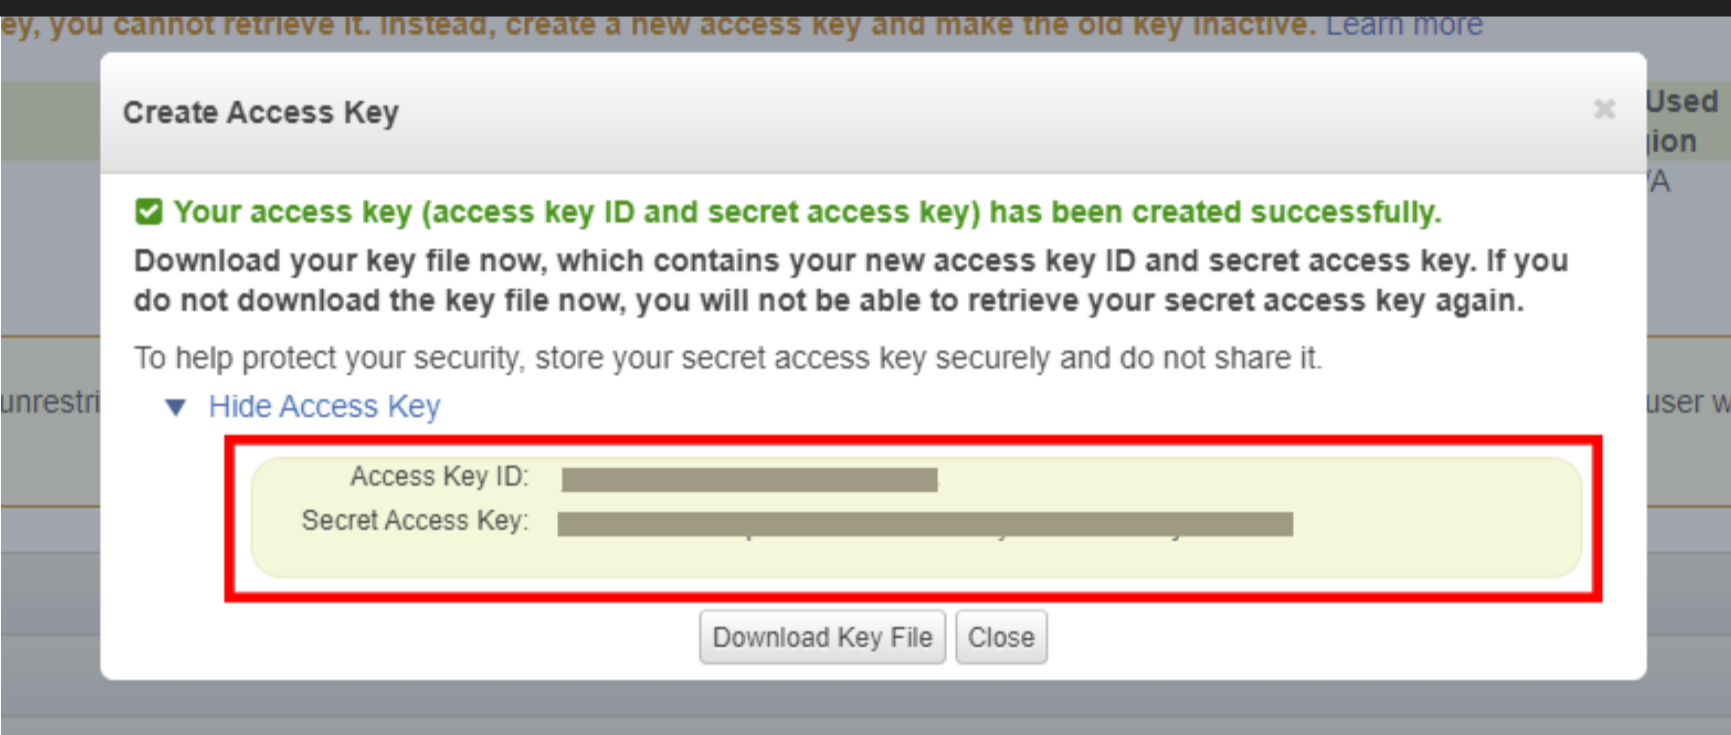 ey, you cannot retrieve it. Instead, create a new access key and make the old key inactive. Learn more
Create Access Key
Used
ion
/A
Your access key (access key ID and secret access key) has been created successfully.
Download your key file now, which contains your new access key ID and secret access key. If you
do not download the key file now, you will not be able to retrieve your secret access key again.
To help protect your security, store your secret access key securely and do not share it.
unrestri
Hide Access Key
user w
Access Key ID:
Secret Access Key:
Download Key File
Close